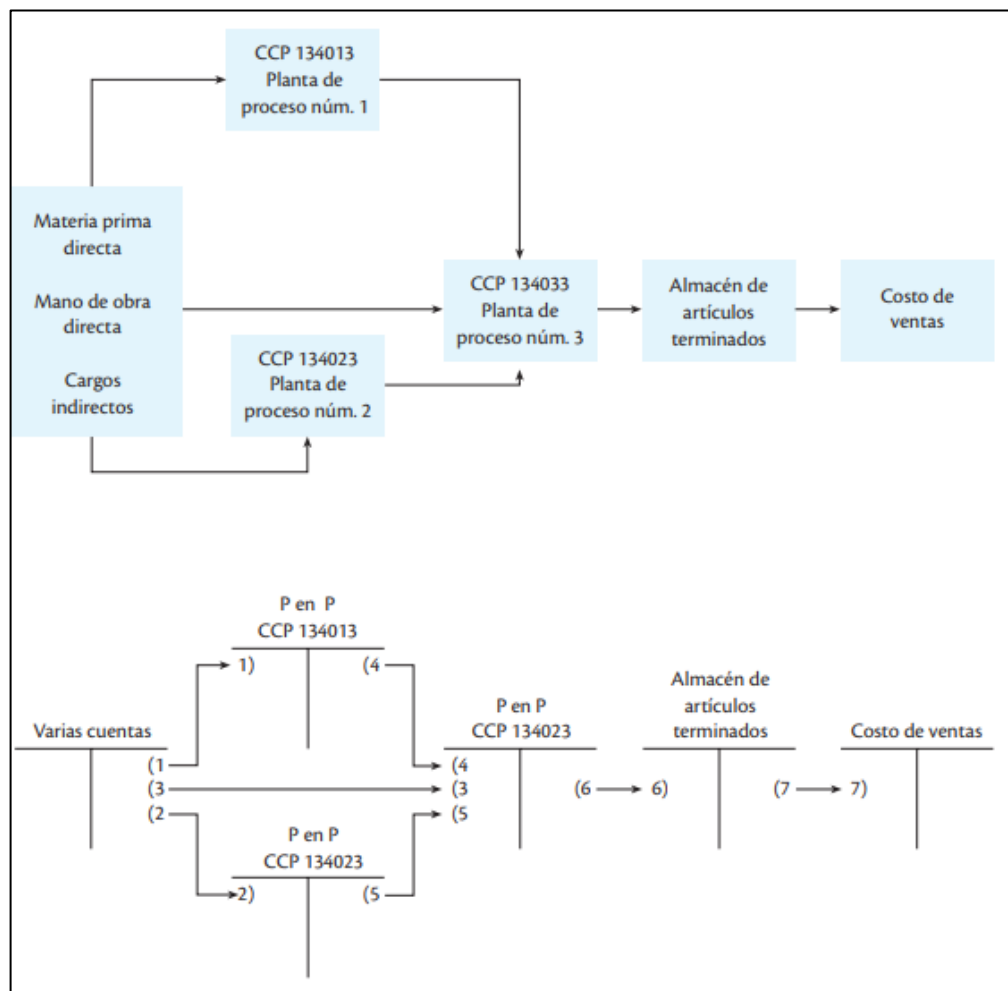 CCP 134013
Planta de
proceso núm. 1
Materia prima
directa
Mano de obra
directa
Cargos
indirectos
CCP 134023
Planta de
proceso núm. 2
CCP 134033
Planta de
proceso núm. 3
Almacén de
artículos
terminados
Costo de
ventas
P en P
CCP 134013
1)
(4
Varias cuentas
(1
(3
(2
P en P
CCP 134023
2)
(5
P en P
CCP 134023
(4
(3
(5
(6
Almacén de
artículos
terminados
6)
(7
Costo de ventas
7)